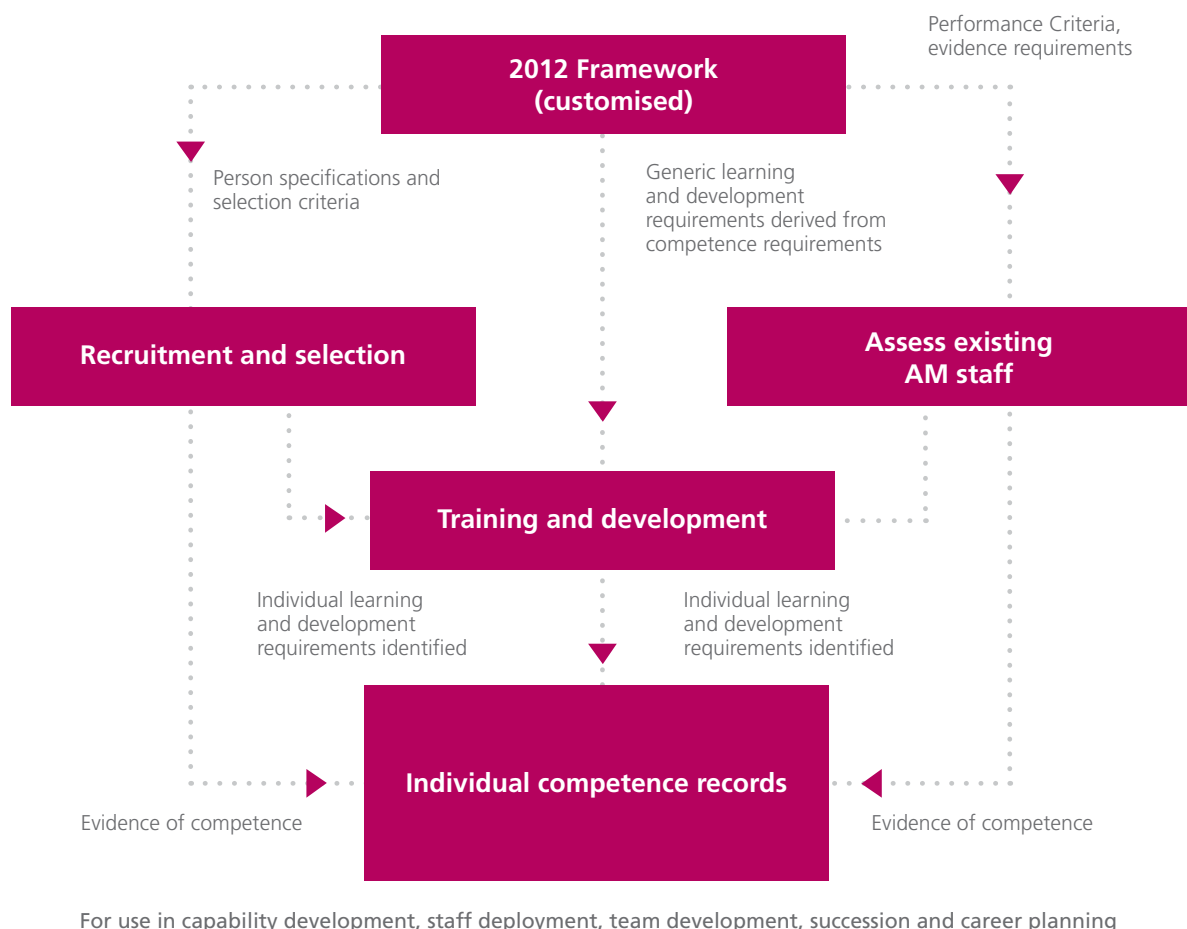 Performance Criteria,
evidence requirements
2012 Framework
(customised)
Person specifications and
selection criteria
Generic learning
and development
requirements derived from
competence requirements
Recruitment and selection
Assess existing
AM staff
Training and development
Individual learning
and development
requirements identified
Individual learning
and development
requirements identified
Individual competence records
Evidence of competence
Evidence of competence
For use in capability development, staff deployment, team development, succession and career planning